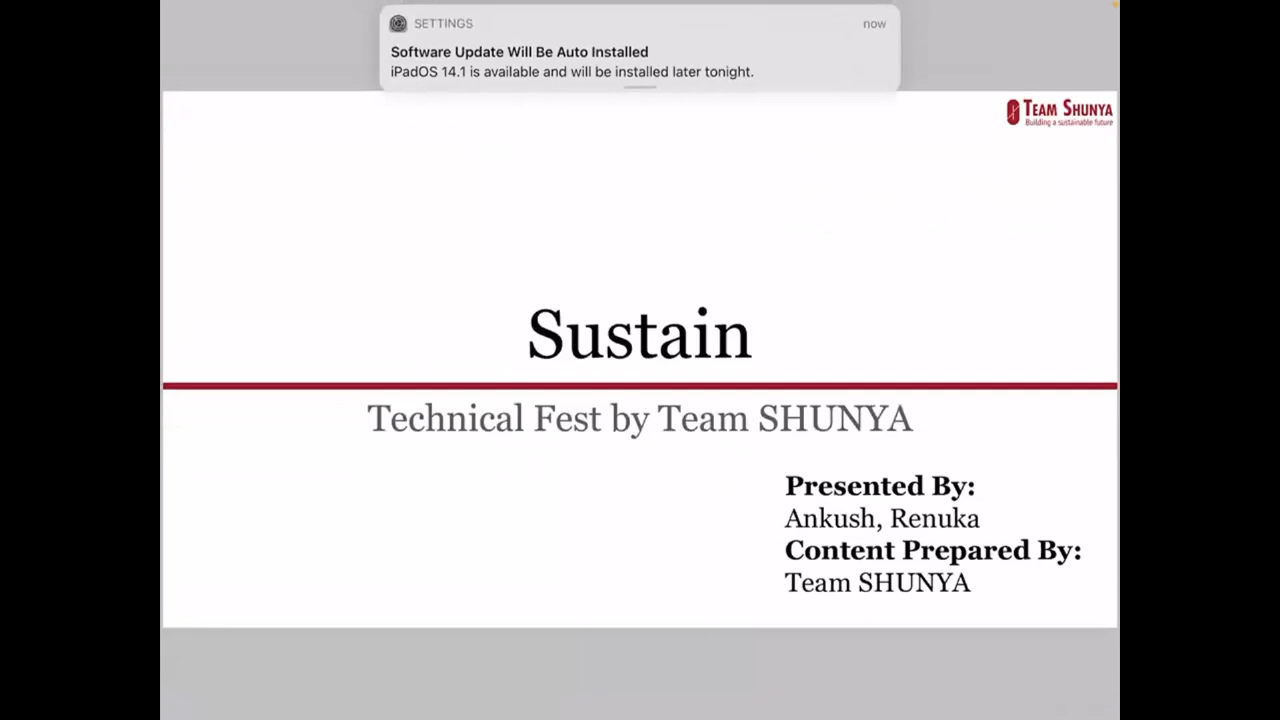 SETTINGS
now
Software Update Will Be Auto Installed
iPadOS 14.1 is available and will be installed later tonight.
TEAM SHUNYA
Building a sustainable future
Sustain
Technical Fest by Team SHUNYA
Presented By:
Ankush, Renuka
Content Prepared By:
Team SHUNYA